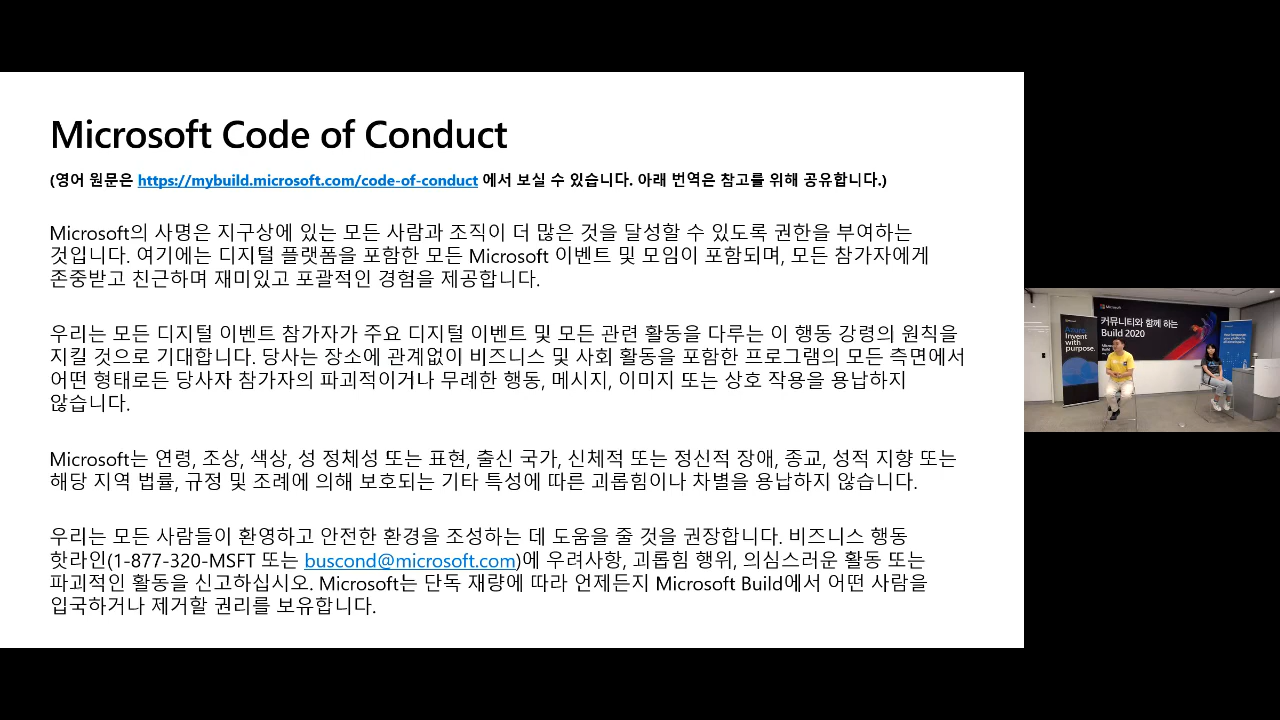 Microsoft Code of Conduct
(영어 원문은 https://mybuild.microsoft.com/code-of-conduct 에서 보실 수 있습니다. 아래 번역은 참고를 위해 공유합니다.)
Microsoft의 사명은 지구상에 있는 모든 사람과 조직이 더 많은 것을 달성할 수 있도록 권한을 부여하는
것입니다. 여기에는 디지털 플랫폼을 포함한 모든 Microsoft 이벤트 및 모임이 포함되며, 모든 참가자에게
존중받고 친근하며 재미있고 포괄적인 경험을 제공합니다.
우리는 모든 디지털 이벤트 참가자가 주요 디지털 이벤트 및 모든 관련 활동을 다루는 이 행동 강령의 원칙을
지킬 것으로 기대합니다. 당사는 장소에 관계없이 비즈니스 및 사회 활동을 포함한 프로그램의 모든 측면에서
어떤 형태로든 당사자 참가자의 파괴적이거나 무례한 행동, 메시지, 이미지 또는 상호 작용을 용납하지
않습니다.
Microsoft는 연령, 조상, 색상, 성 정체성 또는 표현, 출신 국가, 신체적 또는 정신적 장애, 종교, 성적 지향 또는
해당 지역 법률, 규정 및 조례에 의해 보호되는 기타 특성에 따른 괴롭힘이나 차별을 용납하지 않습니다.
우리는 모든 사람들이 환영하고 안전한 환경을 조성하는 데 도움을 줄 것을 권장합니다. 비즈니스 행동
핫라인(1-877-320-MSFT 또는 buscond@microsoft.com)에 우려사항, 괴롭힘 행위, 의심스러운 활동 또는
파괴적인 활동을 신고하십시오. Microsoft는 단독 재량에 따라 언제든지 Microsoft Build에서 어떤 사람을
입국하거나 제거할 권리를 보유합니다.
Microsoft
커뮤니티와 함께 하는
Build 2020
Azure.
Invent
with
purpose.